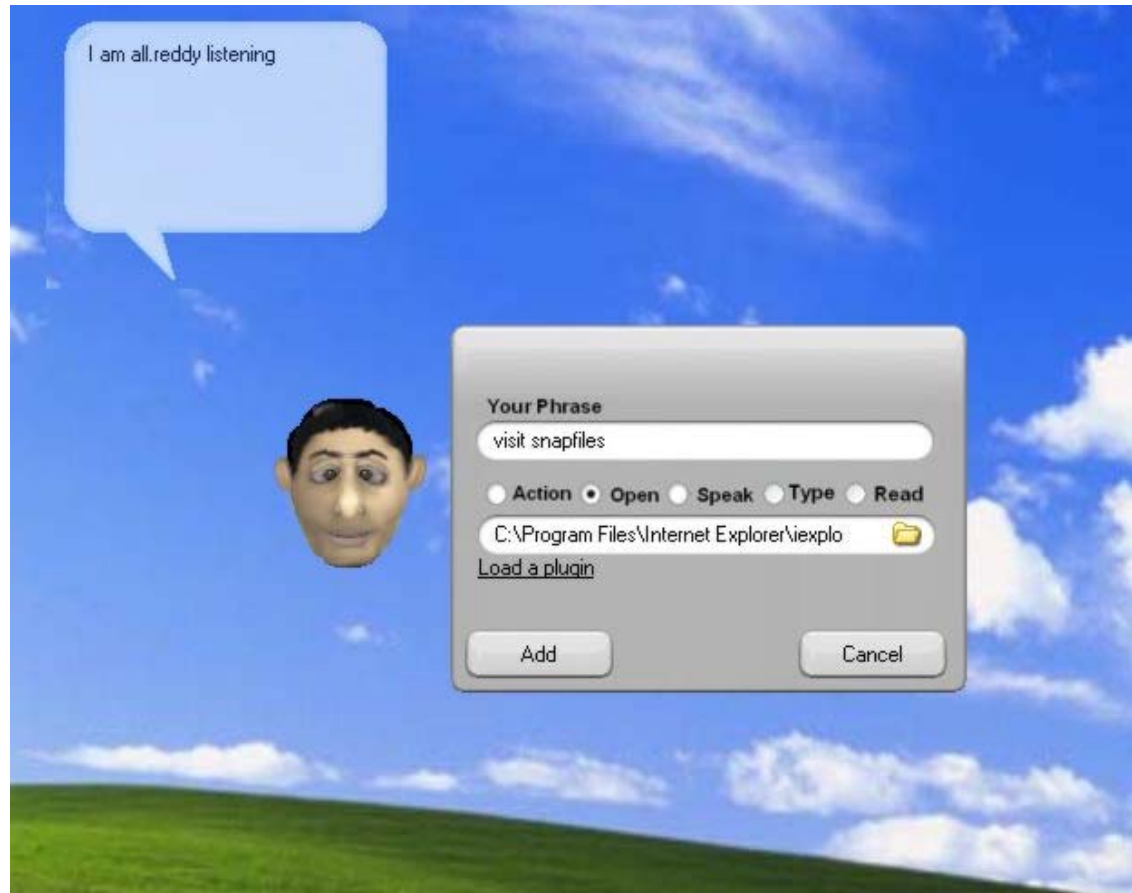 I am all.reddy listening
Your Phrase
visit snapfiles
Action Open Speak Type Read
C:\Program Files\Internet Explorer\iexplo
Load a plugin
Add Cancel